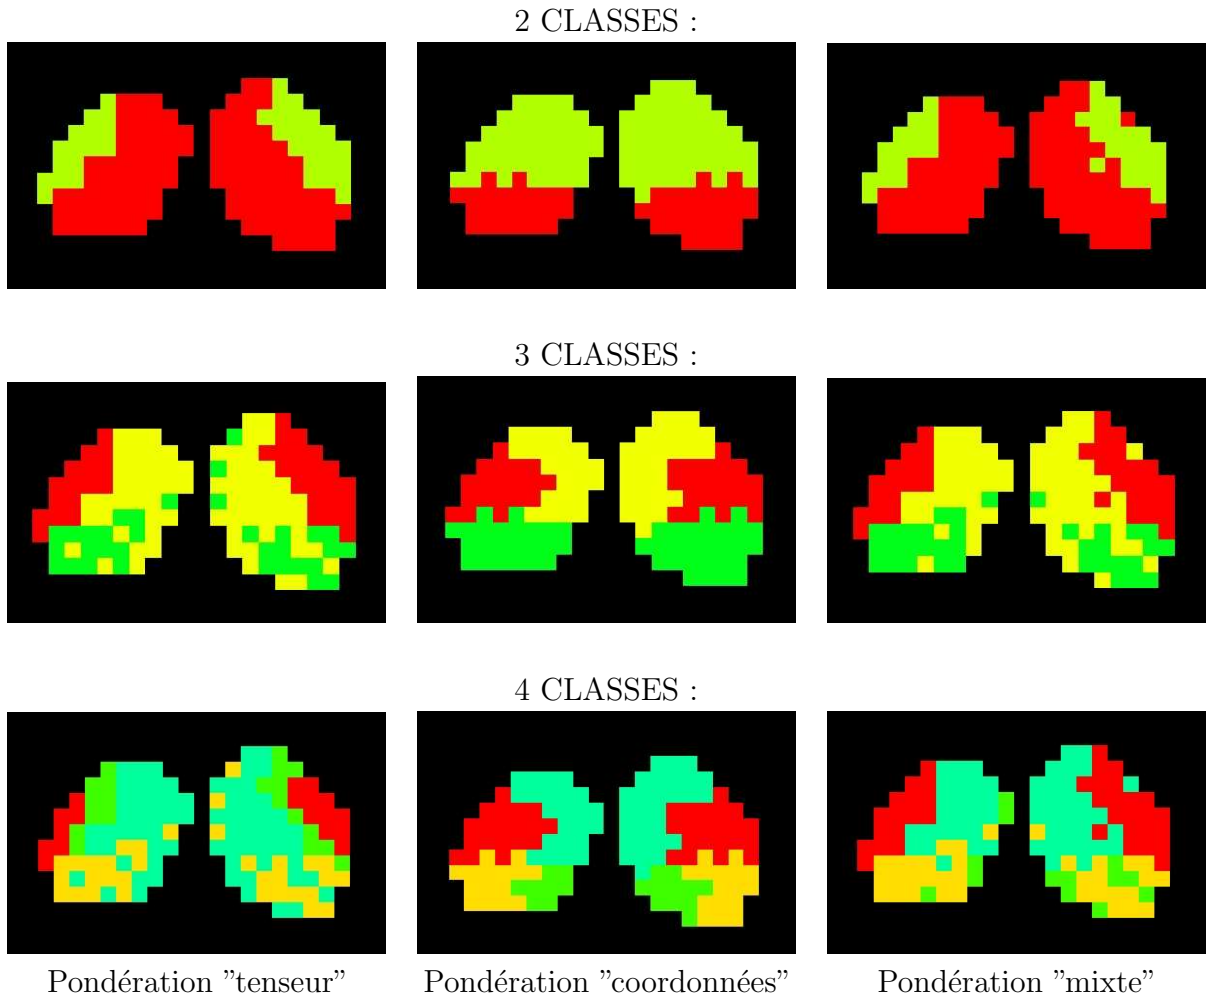 2 CLASSES :
3 CLASSES :
4 CLASSES :
Pondération ”tenseur” Pondération ”coordonnées” Pondération ”mixte”